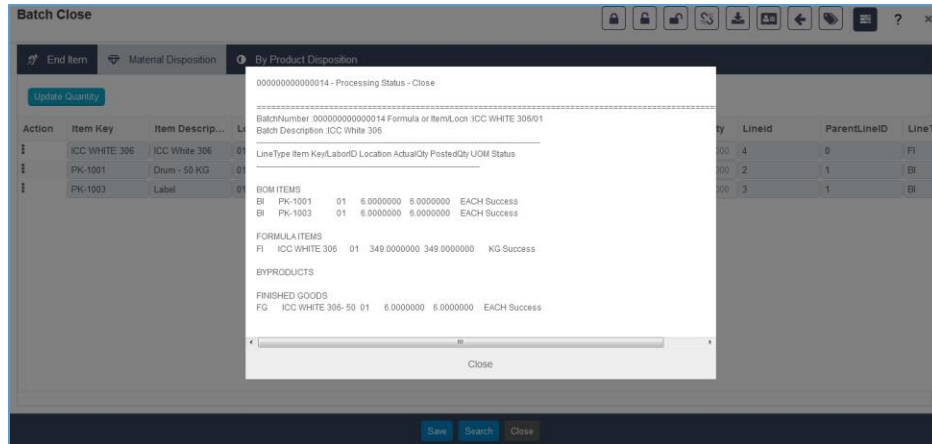 Batch Close
?
×
End Item Material Disposition By Product Disposition
Update Quantity
Action Item Key Item Descrip... Lineid ParentLineID
ICC WHITE 306 ICC White 306 4 0 FI
PK-1001 Drum - 50 KG 2 1 BI
PK-1003 Label 3 1 BI
000000000000014 - Processing Status - Close
BatchNumber :000000000000014 Formula or Item/Locn :ICC WHITE 306/01
Batch Description :ICC White 306
LineType Item Key/LaborID Location ActualQty PostedQty UOM Status
BOM ITEMS
BI PK-1001 01 6.0000000 6.0000000 EACH Success
BI PK-1003 01 6.0000000 6.0000000 EACH Success
FORMULA ITEMS
FI ICC WHITE 306 01 349.0000000 349.0000000 KG Success
BYPRODUCTS
FINISHED GOODS
FG ICC WHITE 306- 50 01 6.0000000 6.0000000 EACH Success
Close
Save Search Close